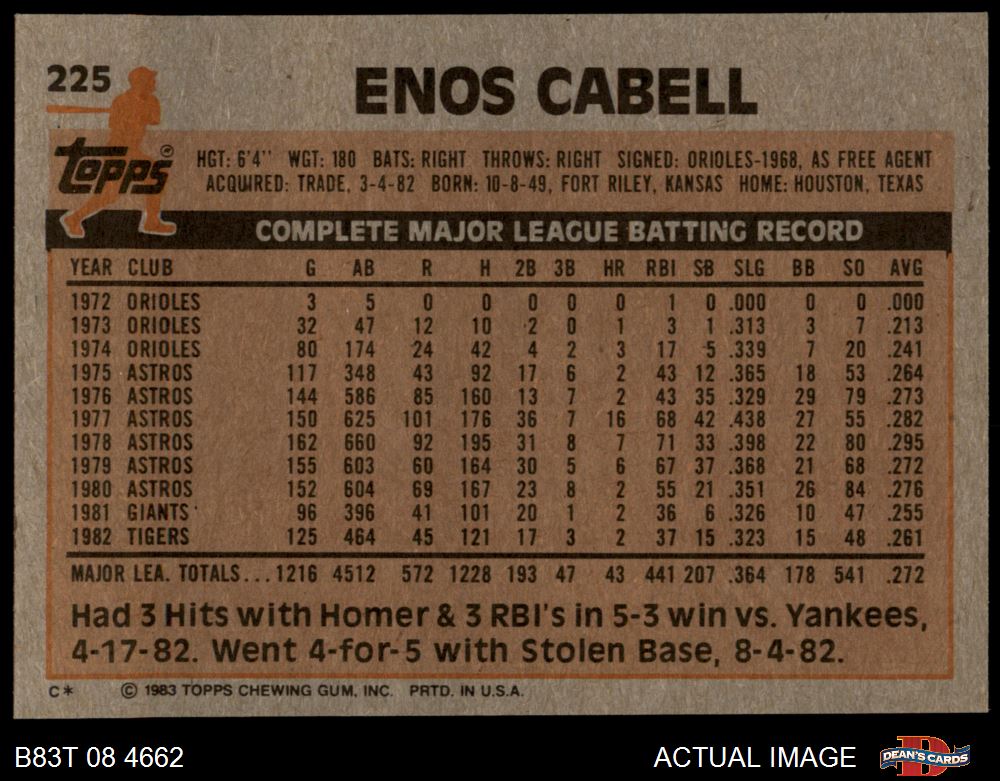 225
ENOS CABELL
topps
HGT: 6'4'' WGT: 180 BATS: RIGHT THROWS: RIGHT SIGNED: ORIOLES-1968, AS FREE AGENT
ACQUIRED: TRADE, 3-4-82 BORN: 10-8-49, FORT RILEY, KANSAS HOME: HOUSTON, TEXAS
COMPLETE MAJOR LEAGUE BATTING RECORD
YEAR CLUB G AB R H 2B 3B HR RBI SB SLG BB SO AVG
1972 ORIOLES 3 5 0 0 0 0 0 1 0 .000 0 0 .000
1973 ORIOLES 32 47 12 10 2 0 1 3 1 .313 3 7 .213
1974 ORIOLES 80 174 24 42 4 2 3 17 5 .339 7 20 .241
1975 ASTROS 117 348 43 92 17 6 2 43 12 .365 18 53 .264
1976 ASTROS 144 586 85 160 13 7 2 43 35 .329 29 79 .273
1977 ASTROS 150 625 101 176 36 7 16 68 42 .438 27 55 .282
1978 ASTROS 162 660 92 195 31 8 7 71 33 .398 22 80 .295
1979 ASTROS 155 603 60 164 30 5 6 67 37 .368 21 68 .272
1980 ASTROS 152 604 69 167 23 8 2 55 21 .351 26 84 .276
1981 GIANTS 96 396 41 101 20 1 2 36 6 .326 10 47 .255
1982 TIGERS 125 464 45 121 17 3 2 37 15 .323 15 48 .261
MAJOR LEA. TOTALS...1216 4512 572 1228 193 47 43 441 207 .364 178 541 .272
Had 3 Hits with Homer & 3 RBI's in 5-3 win vs. Yankees,
4-17-82. Went 4-for-5 with Stolen Base, 8-4-82.
C* © 1983 TOPPS CHEWING GUM, INC. PRTD. IN U.S.A.
B83T 08 4662
ACTUAL IMAGE
DEAN'S CARDS